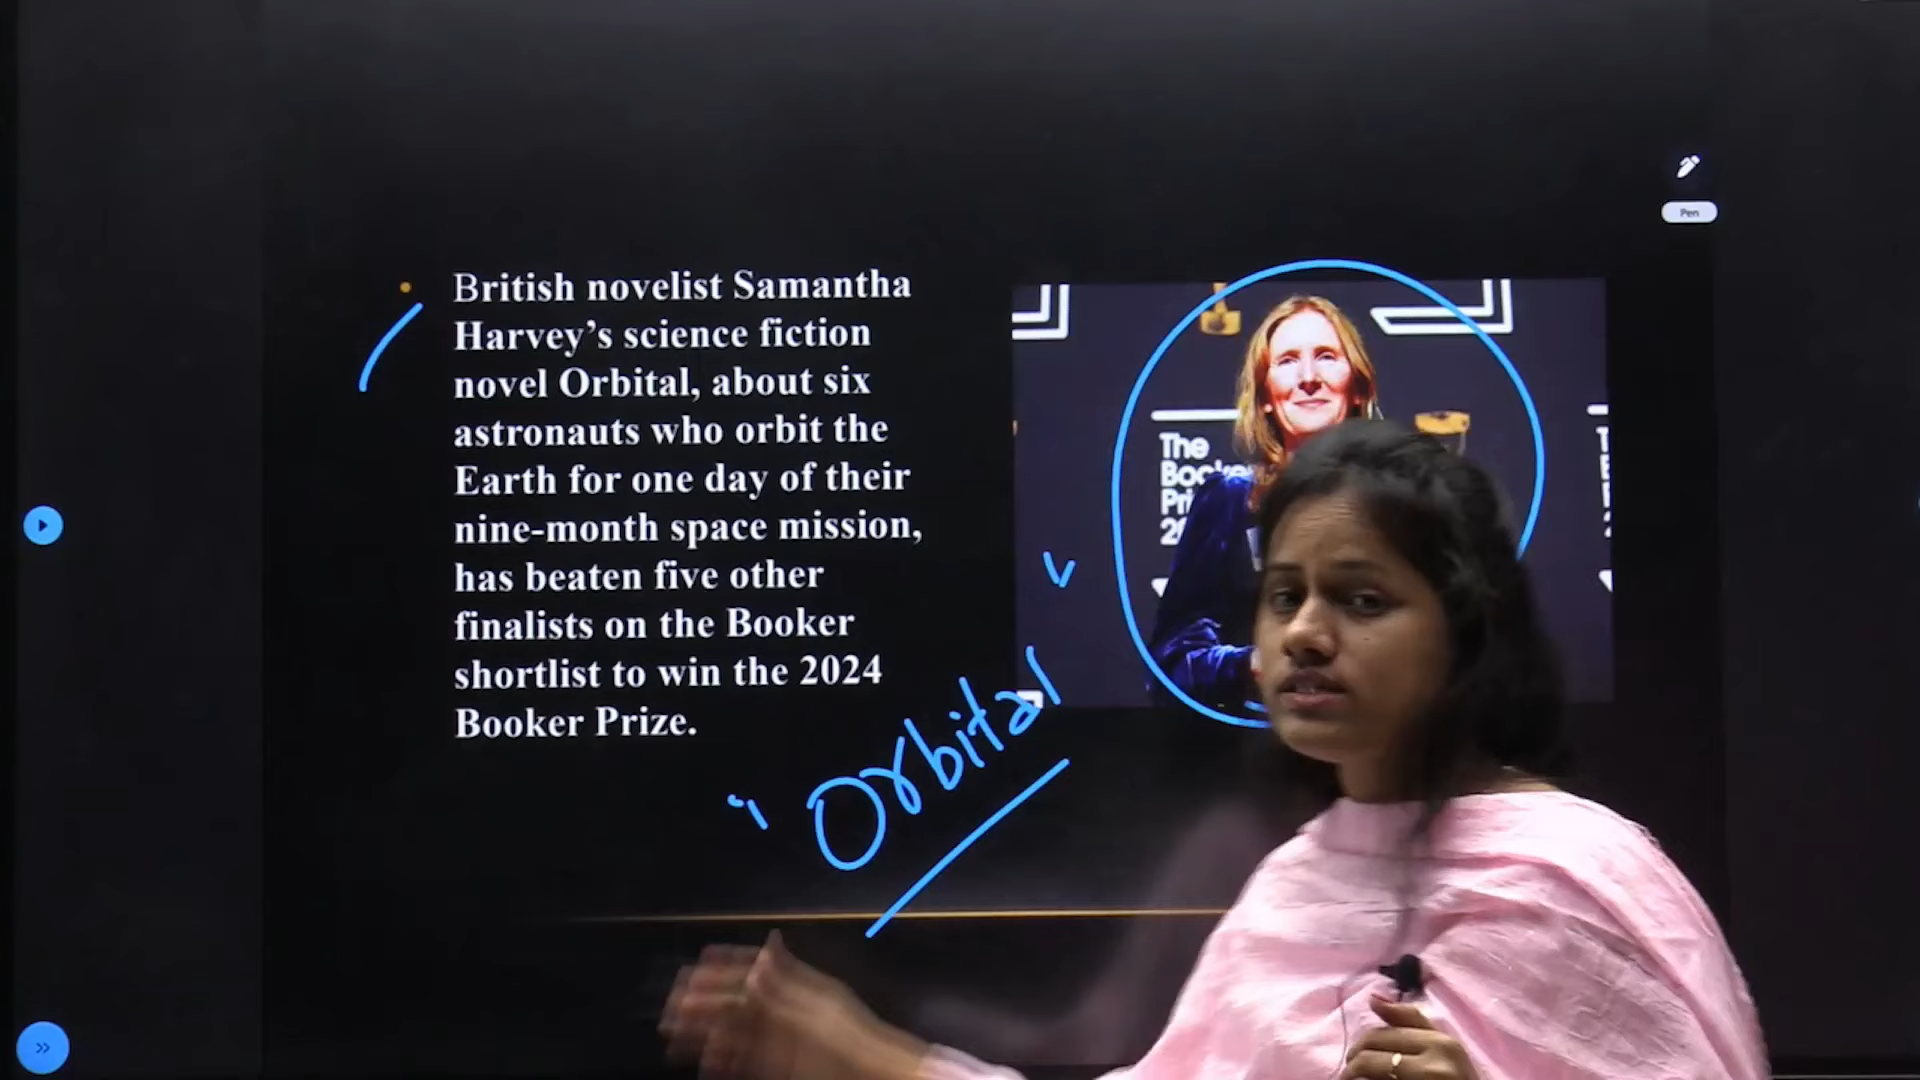 Pen
British novelist Samantha
Harvey’s science fiction
novel Orbital, about six
astronauts who orbit the
Earth for one day of their
nine-month space mission,
has beaten five other
finalists on the Booker
shortlist to win the 2024
Booker Prize.
The
Orbital